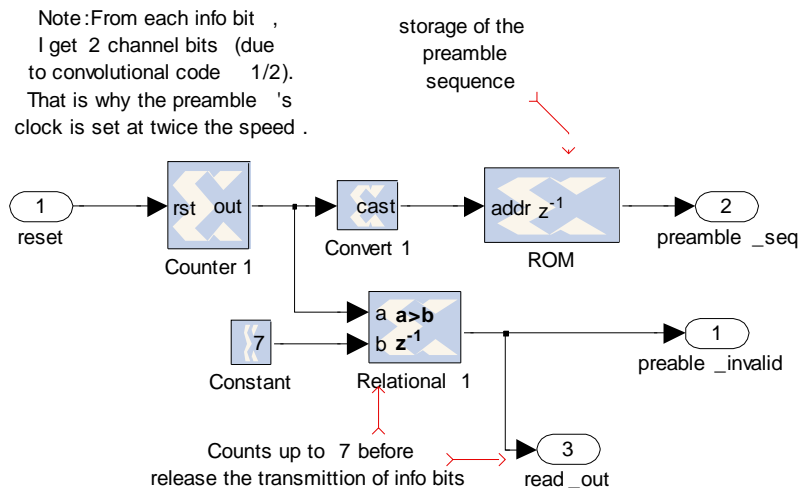 Note:From each info bit ,
I get 2 channel bits (due
to convolutional code 1/2).
That is why the preamble 's
clock is set at twice the speed .
storage of the
preamble
sequence
1
reset
rst out
Counter 1
cast
Convert 1
addr z⁻¹
ROM
2
preamble _seq
7
Constant
a a>b
b z⁻¹
Relational 1
1
preable _invalid
Counts up to 7 before
release the transmittion of info bits
3
read _out